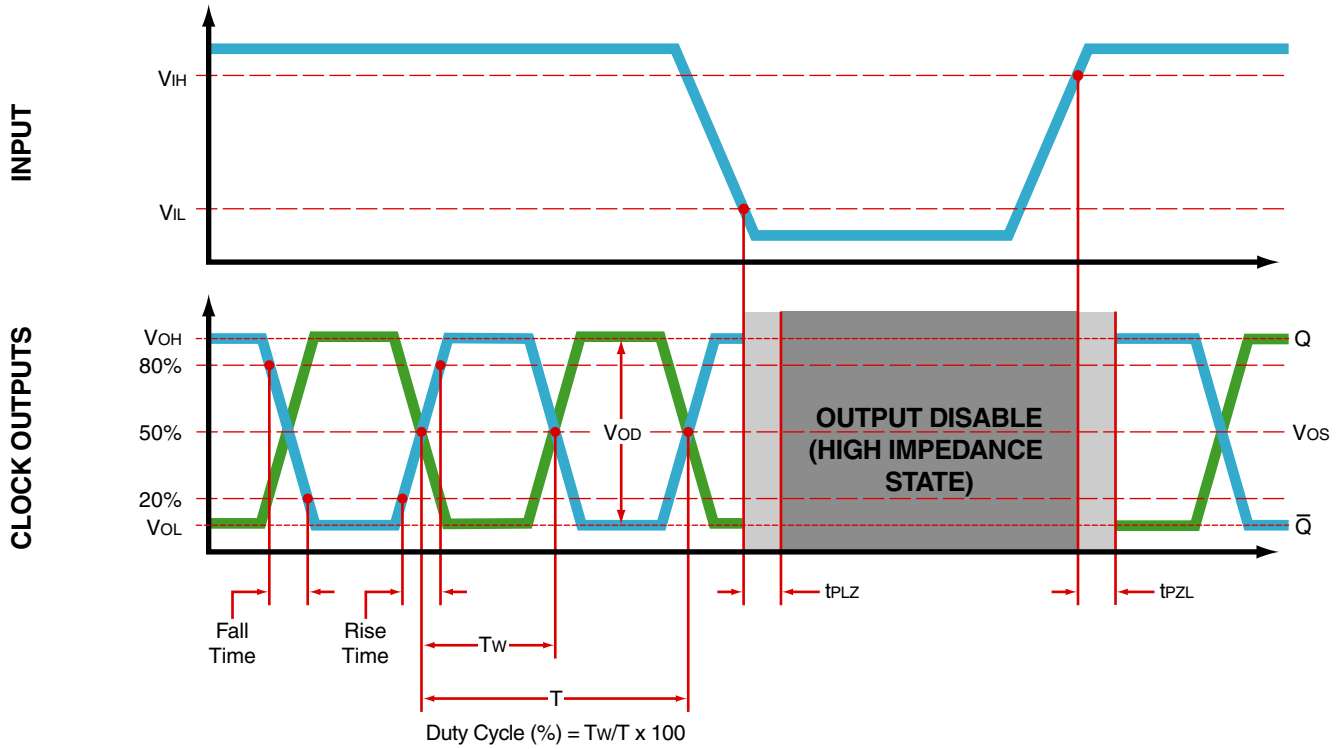 INPUT
VIH
VIL
CLOCK OUTPUTS
VOH
80%
50%
20%
VOL
VOD
OUTPUT DISABLE
(HIGH IMPEDANCE
STATE)
Q
VOS
Q̅
Fall
Time
Rise
Time
tPLZ
tPZL
TW
T
Duty Cycle (%) = TW/T x 100